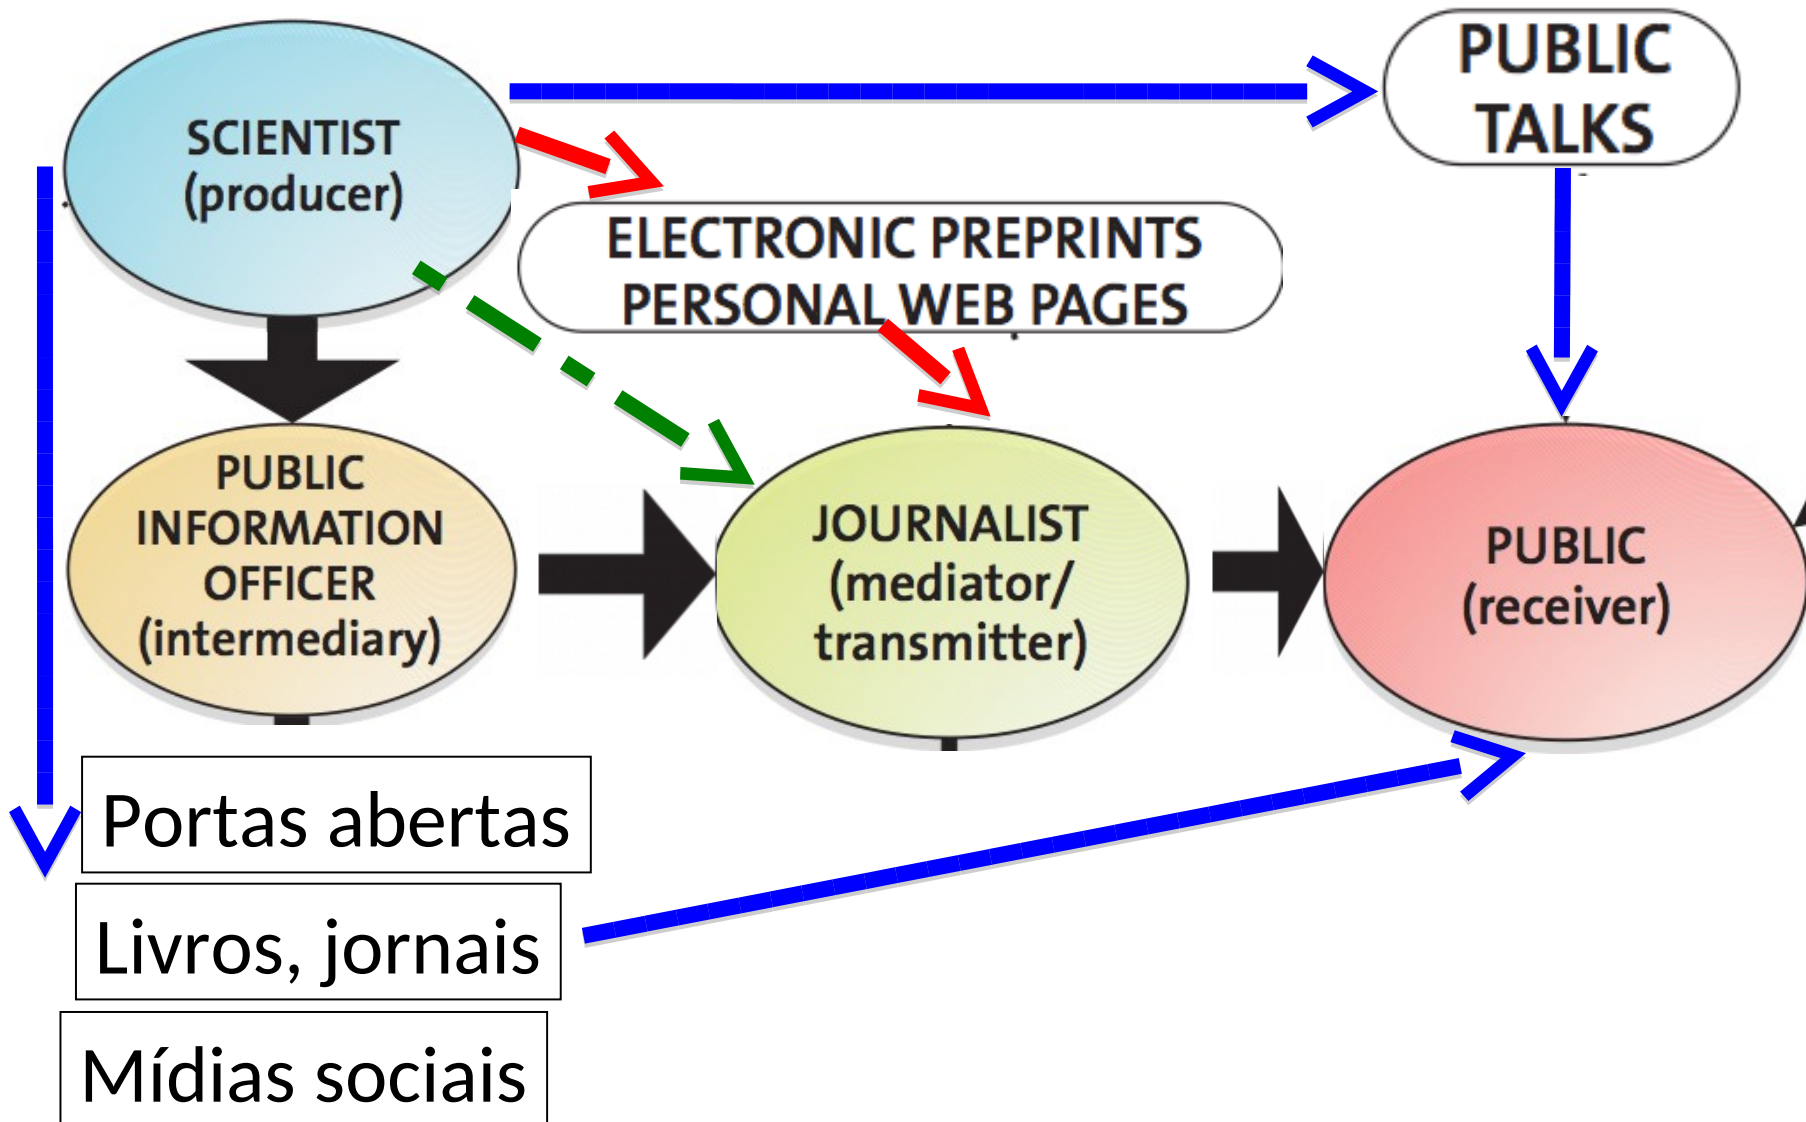 SCIENTIST
(producer)
PUBLIC
TALKS
ELECTRONIC PREPRINTS
PERSONAL WEB PAGES
PUBLIC
INFORMATION
OFFICER
(intermediary)
JOURNALIST
(mediator/
transmitter)
PUBLIC
(receiver)
Portas abertas
Livros, jornais
Mídias sociais